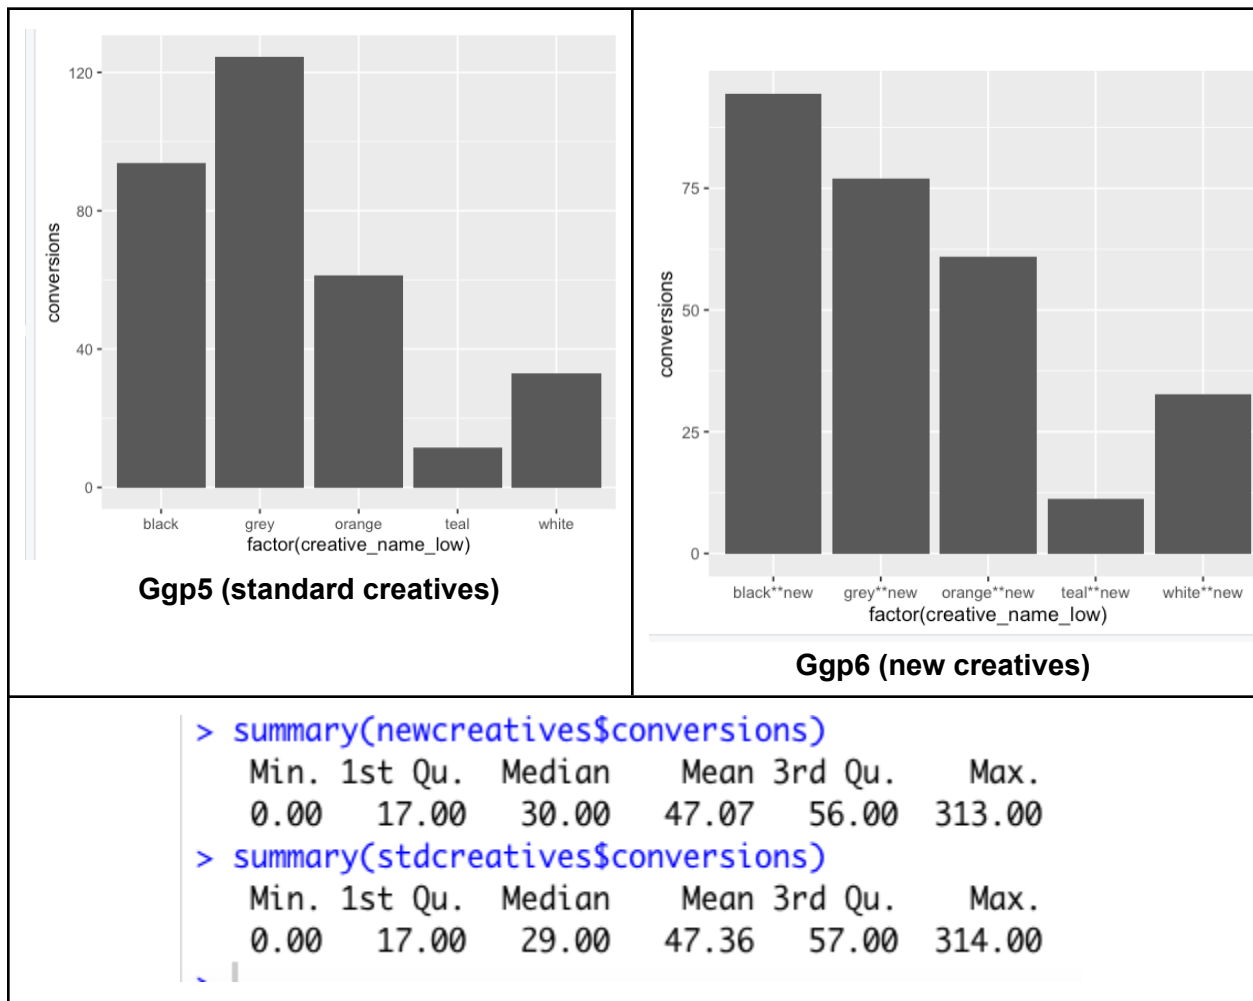 120
80
40
0
conversions
black grey orange teal white
factor(creative_name_low)
Ggp5 (standard creatives)
75
50
25
0
conversions
black**new grey**new orange**new teal**new white**new
factor(creative_name_low)
Ggp6 (new creatives)
> summary(newcreatives$conversions)
Min. 1st Qu. Median Mean 3rd Qu. Max.
0.00 17.00 30.00 47.07 56.00 313.00
> summary(stdcreatives$conversions)
Min. 1st Qu. Median Mean 3rd Qu. Max.
0.00 17.00 29.00 47.36 57.00 314.00
>